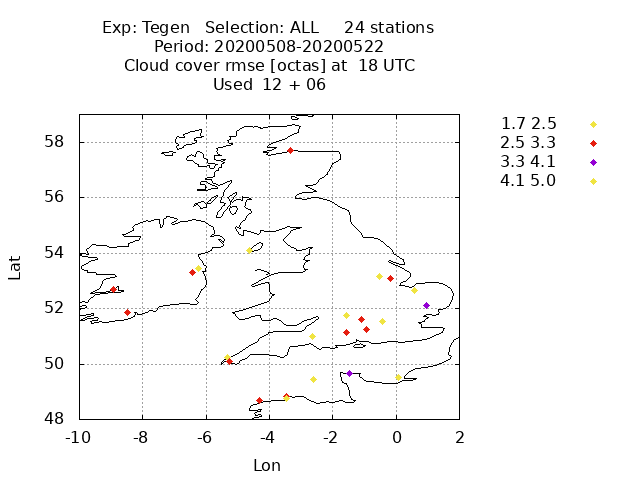 Exp: Tegen   Selection: ALL     24 stations
Period: 20200508-20200522
Cloud cover rmse [octas] at  18 UTC
Used  12 + 06
1.7 2.5
2.5 3.3
3.3 4.1
4.1 5.0
58
56
54
52
50
48
Lat
-10 -8 -6 -4 -2 0 2
Lon